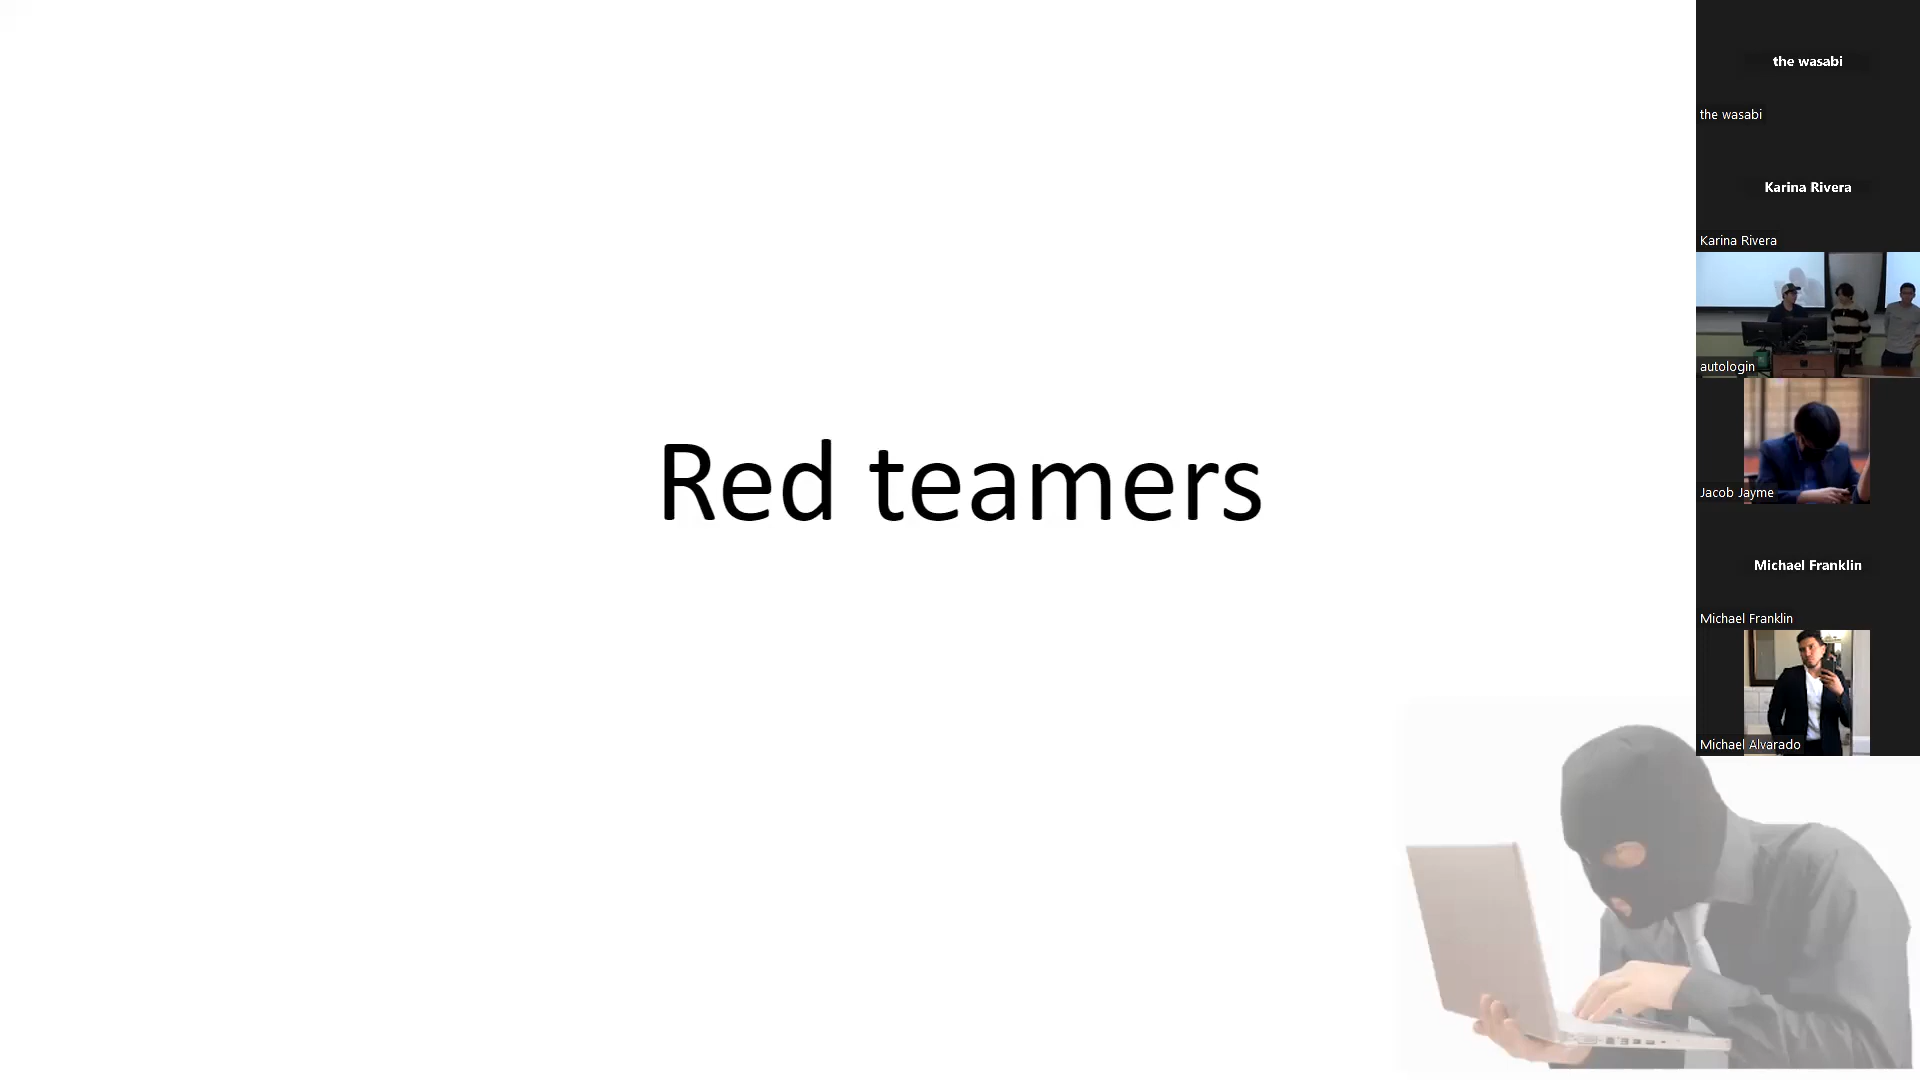 Red teamers
the wasabi
the wasabi
Karina Rivera
Karina Rivera
autologin
Jacob Jayme
Michael Franklin
Michael Franklin
Michael Alvarado